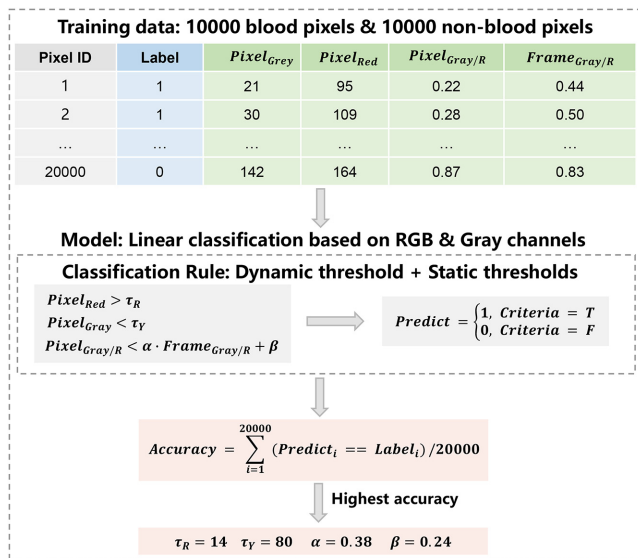 Training data: 10000 blood pixels & 10000 non-blood pixels
Pixel ID Label Pixel_Grey Pixel_Red Pixel_Gray/R Frame_Gray/R
1 1 21 95 0.22 0.44
2 1 30 109 0.28 0.50
... ... ... ... ... ...
20000 0 142 164 0.87 0.83
Model: Linear classification based on RGB & Gray channels
Classification Rule: Dynamic threshold + Static thresholds
Pixel_Red > τ_R
Pixel_Gray < τ_Y
Pixel_Gray/R < α · Frame_Gray/R + β
Predict = {1, Criteria = T
0, Criteria = F
Accuracy = ∑_{i=1}^{20000} (Predict_i == Label_i) /20000
Highest accuracy
τ_R = 14 τ_Y = 80 α = 0.38 β = 0.24